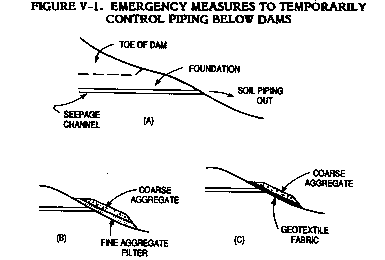 FIGURE V-1. EMERGENCY MEASURES TO TEMPORARILY
CONTROL PIPING BELOW DAMS
TOE OF DAM
FOUNDATION
SOIL PIPING
OUT
SEEPAGE
CHANNEL
(A)
COARSE
AGGREGATE
(B)
FINE AGGREGATE
FILTER
COARSE
AGGREGATE
(C)
GEOTEXTILE
FABRIC